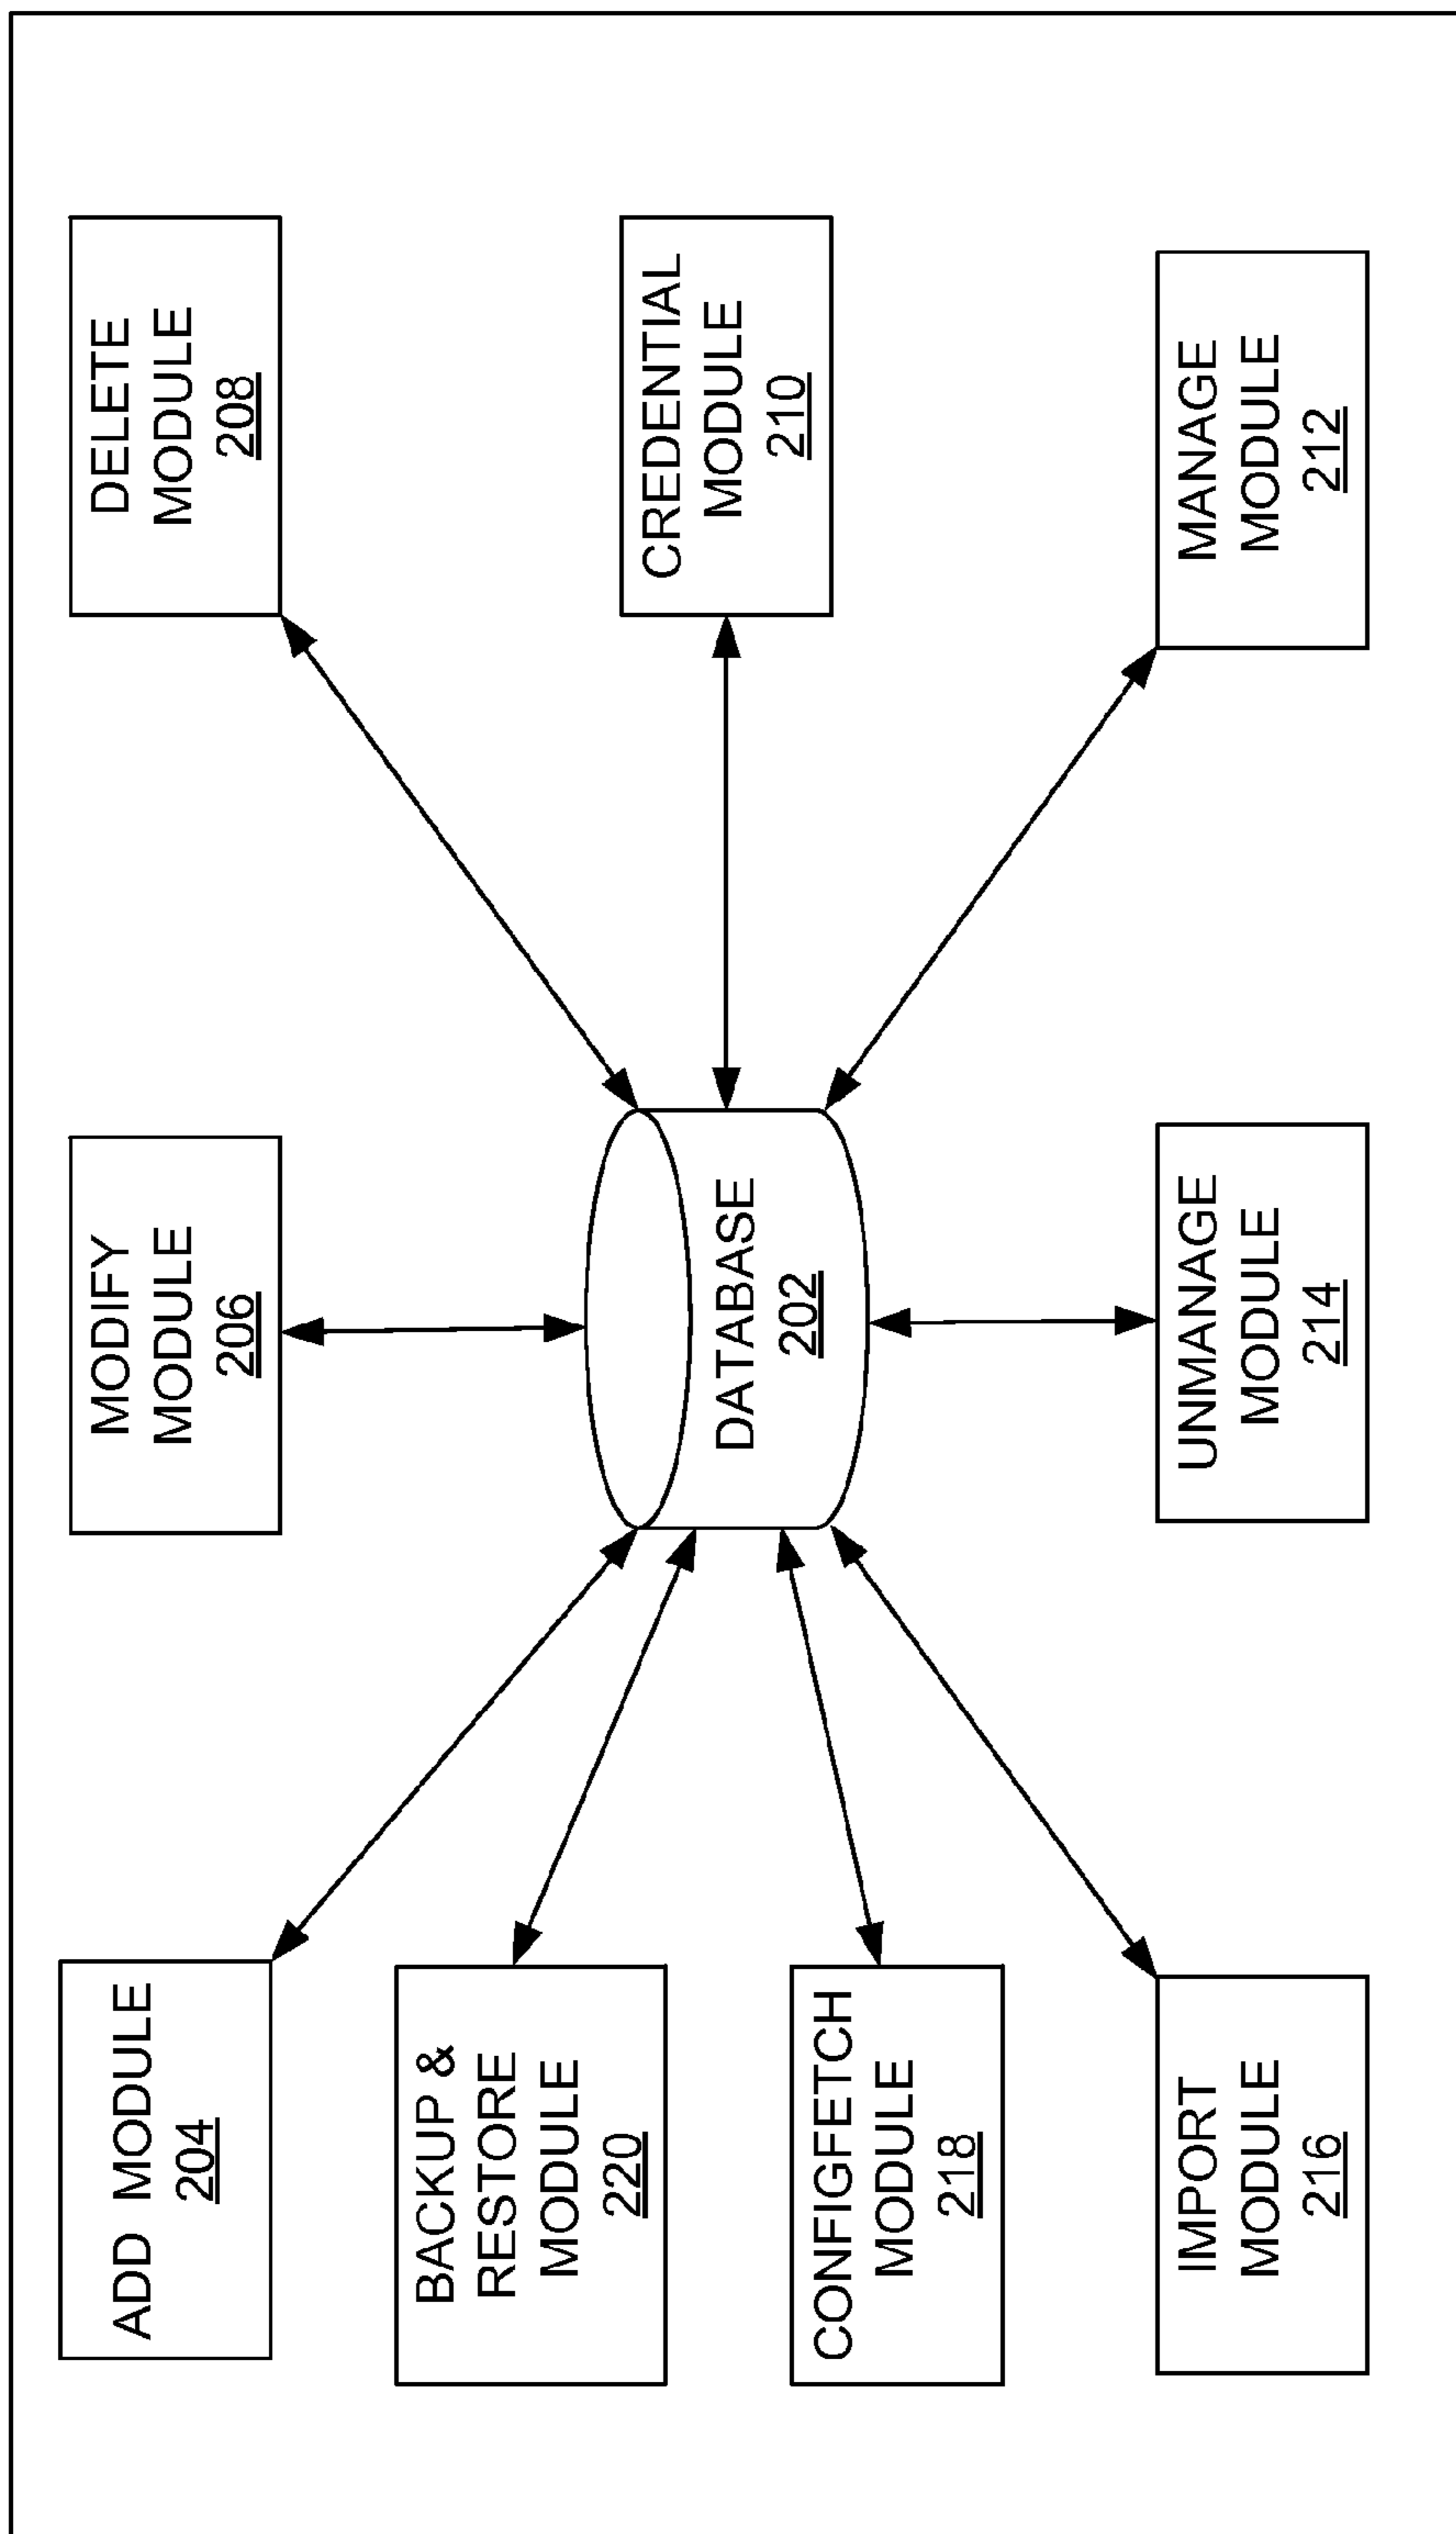 ADD MODULE
204
MODIFY
MODULE
206
DELETE
MODULE
208
BACKUP &
RESTORE
MODULE
220
DATABASE
202
CREDENTIAL
MODULE
210
CONFIGFETCH
MODULE
218
IMPORT
MODULE
216
UNMANAGE
MODULE
214
MANAGE
MODULE
212